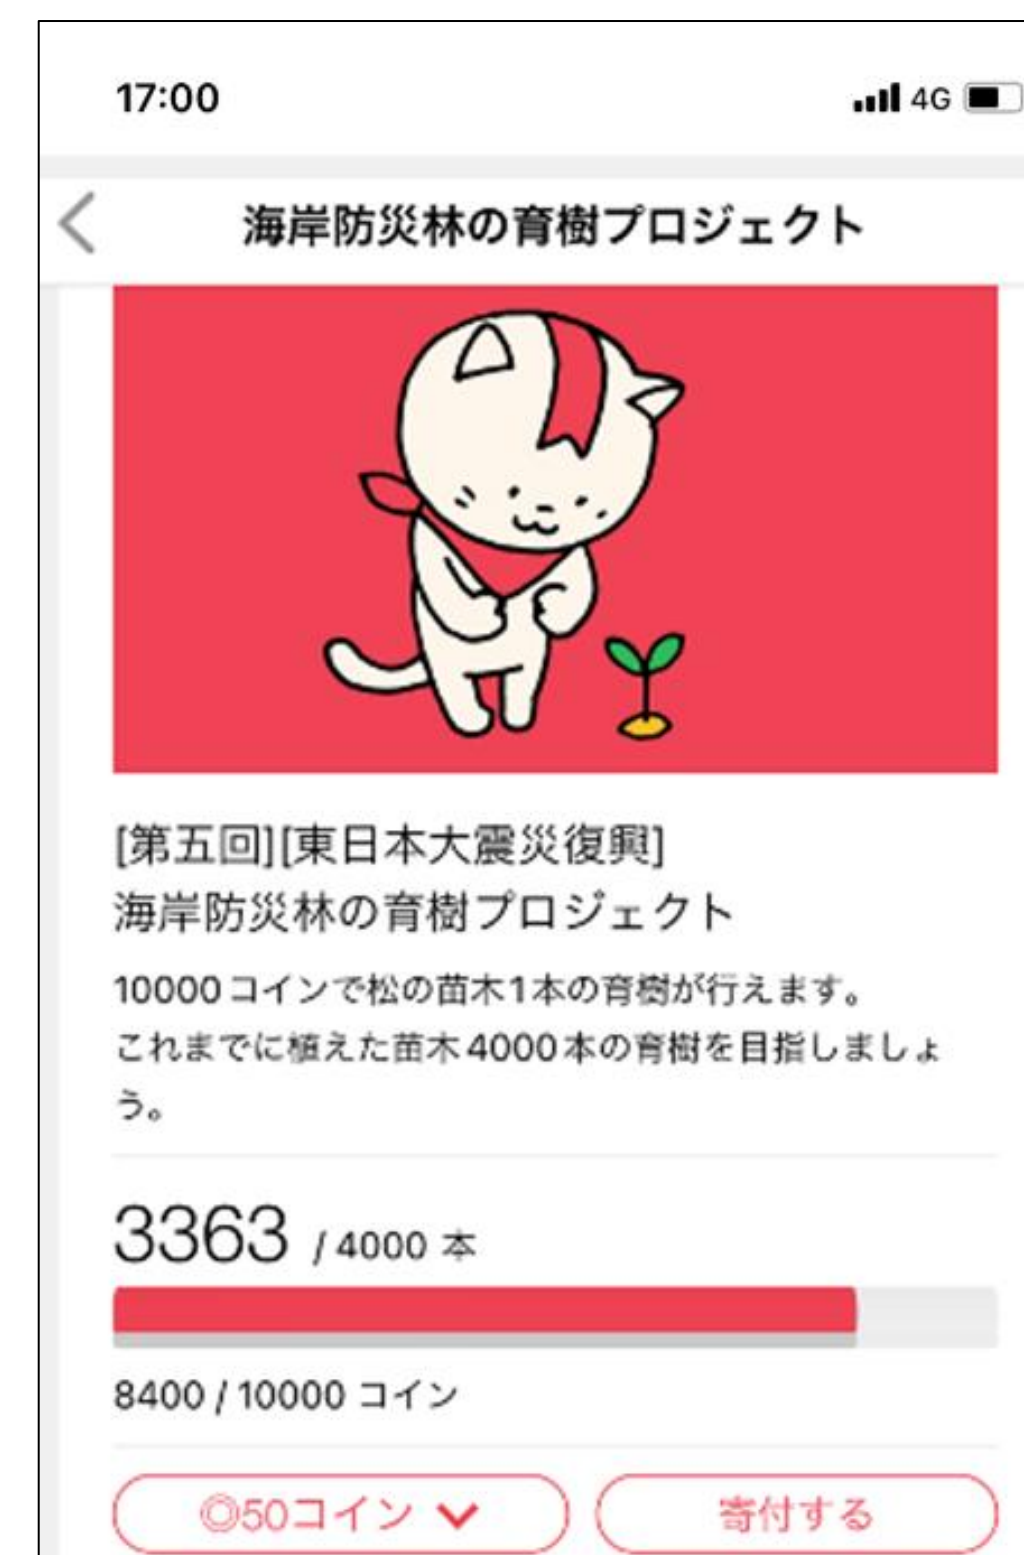 17:00
4G
海岸防災林の育樹プロジェクト
[第五回][東日本大震災復興]
海岸防災林の育樹プロジェクト
10000コインで松の苗木1本の育樹が行えます。
これまでに植えた苗木4000本の育樹を目指しましょ
う。
3363 / 4000 本
8400 / 10000 コイン
◎50コイン
寄付する